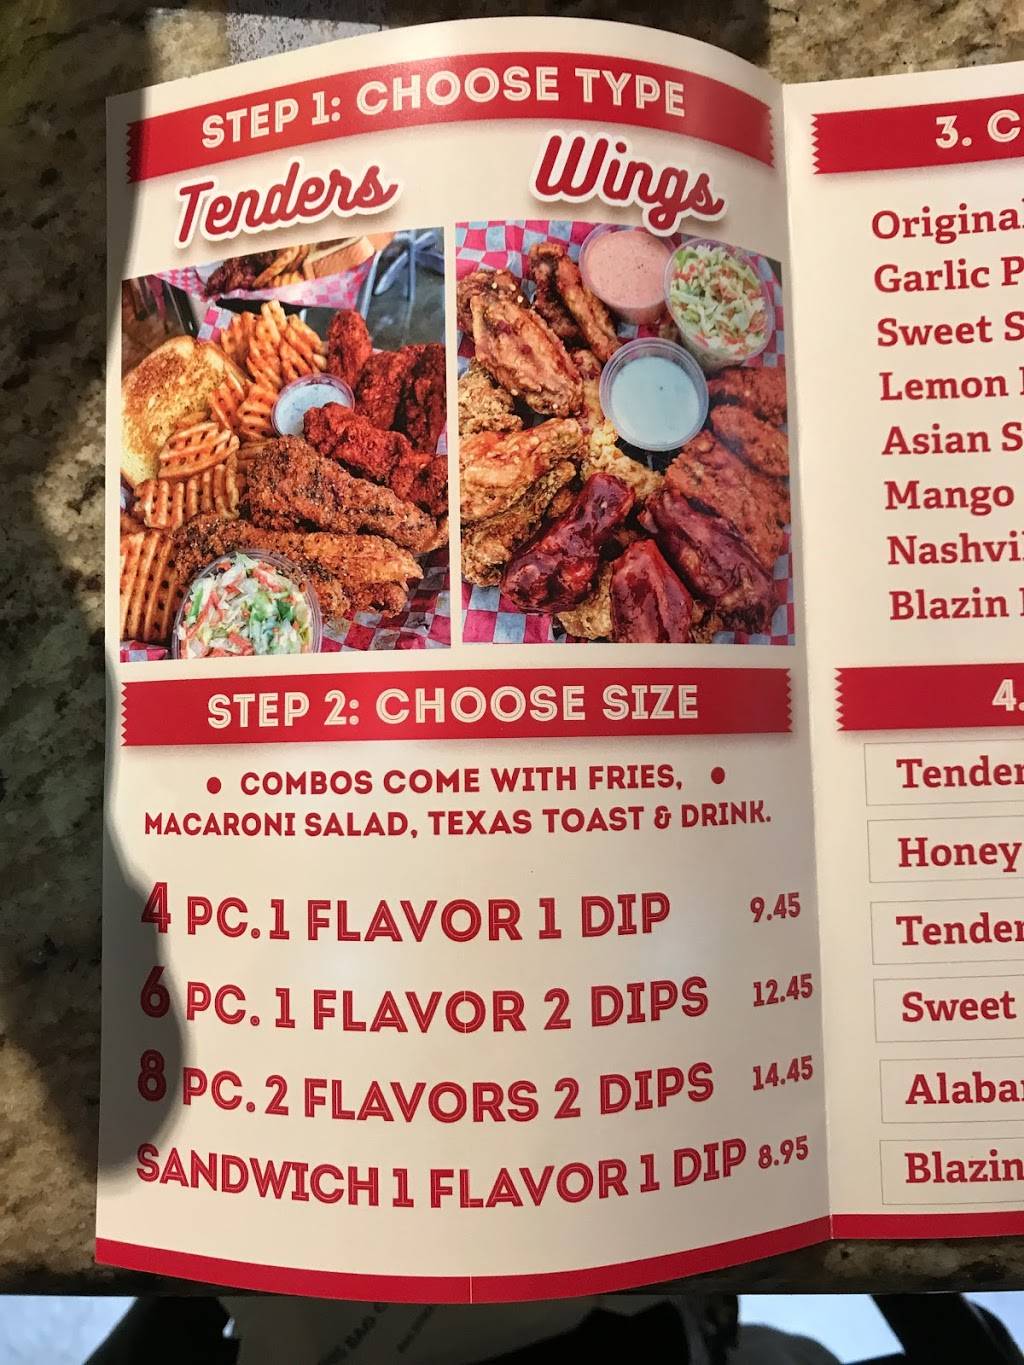 STEP 1: CHOOSE TYPE
Tenders
Wings
STEP 2: CHOOSE SIZE
• COMBOS COME WITH FRIES, •
MACARONI SALAD, TEXAS TOAST & DRINK.
4 PC. 1 FLAVOR 1 DIP 9.45
6 PC. 1 FLAVOR 2 DIPS 12.45
8 PC. 2 FLAVORS 2 DIPS 14.45
SANDWICH 1 FLAVOR 1 DIP 8.95
3. C
Original
Garlic P
Sweet S
Lemon
Asian S
Mango
Nashvil
Blazin
4.
Tender
Honey
Tender
Sweet
Alaba
Blazin